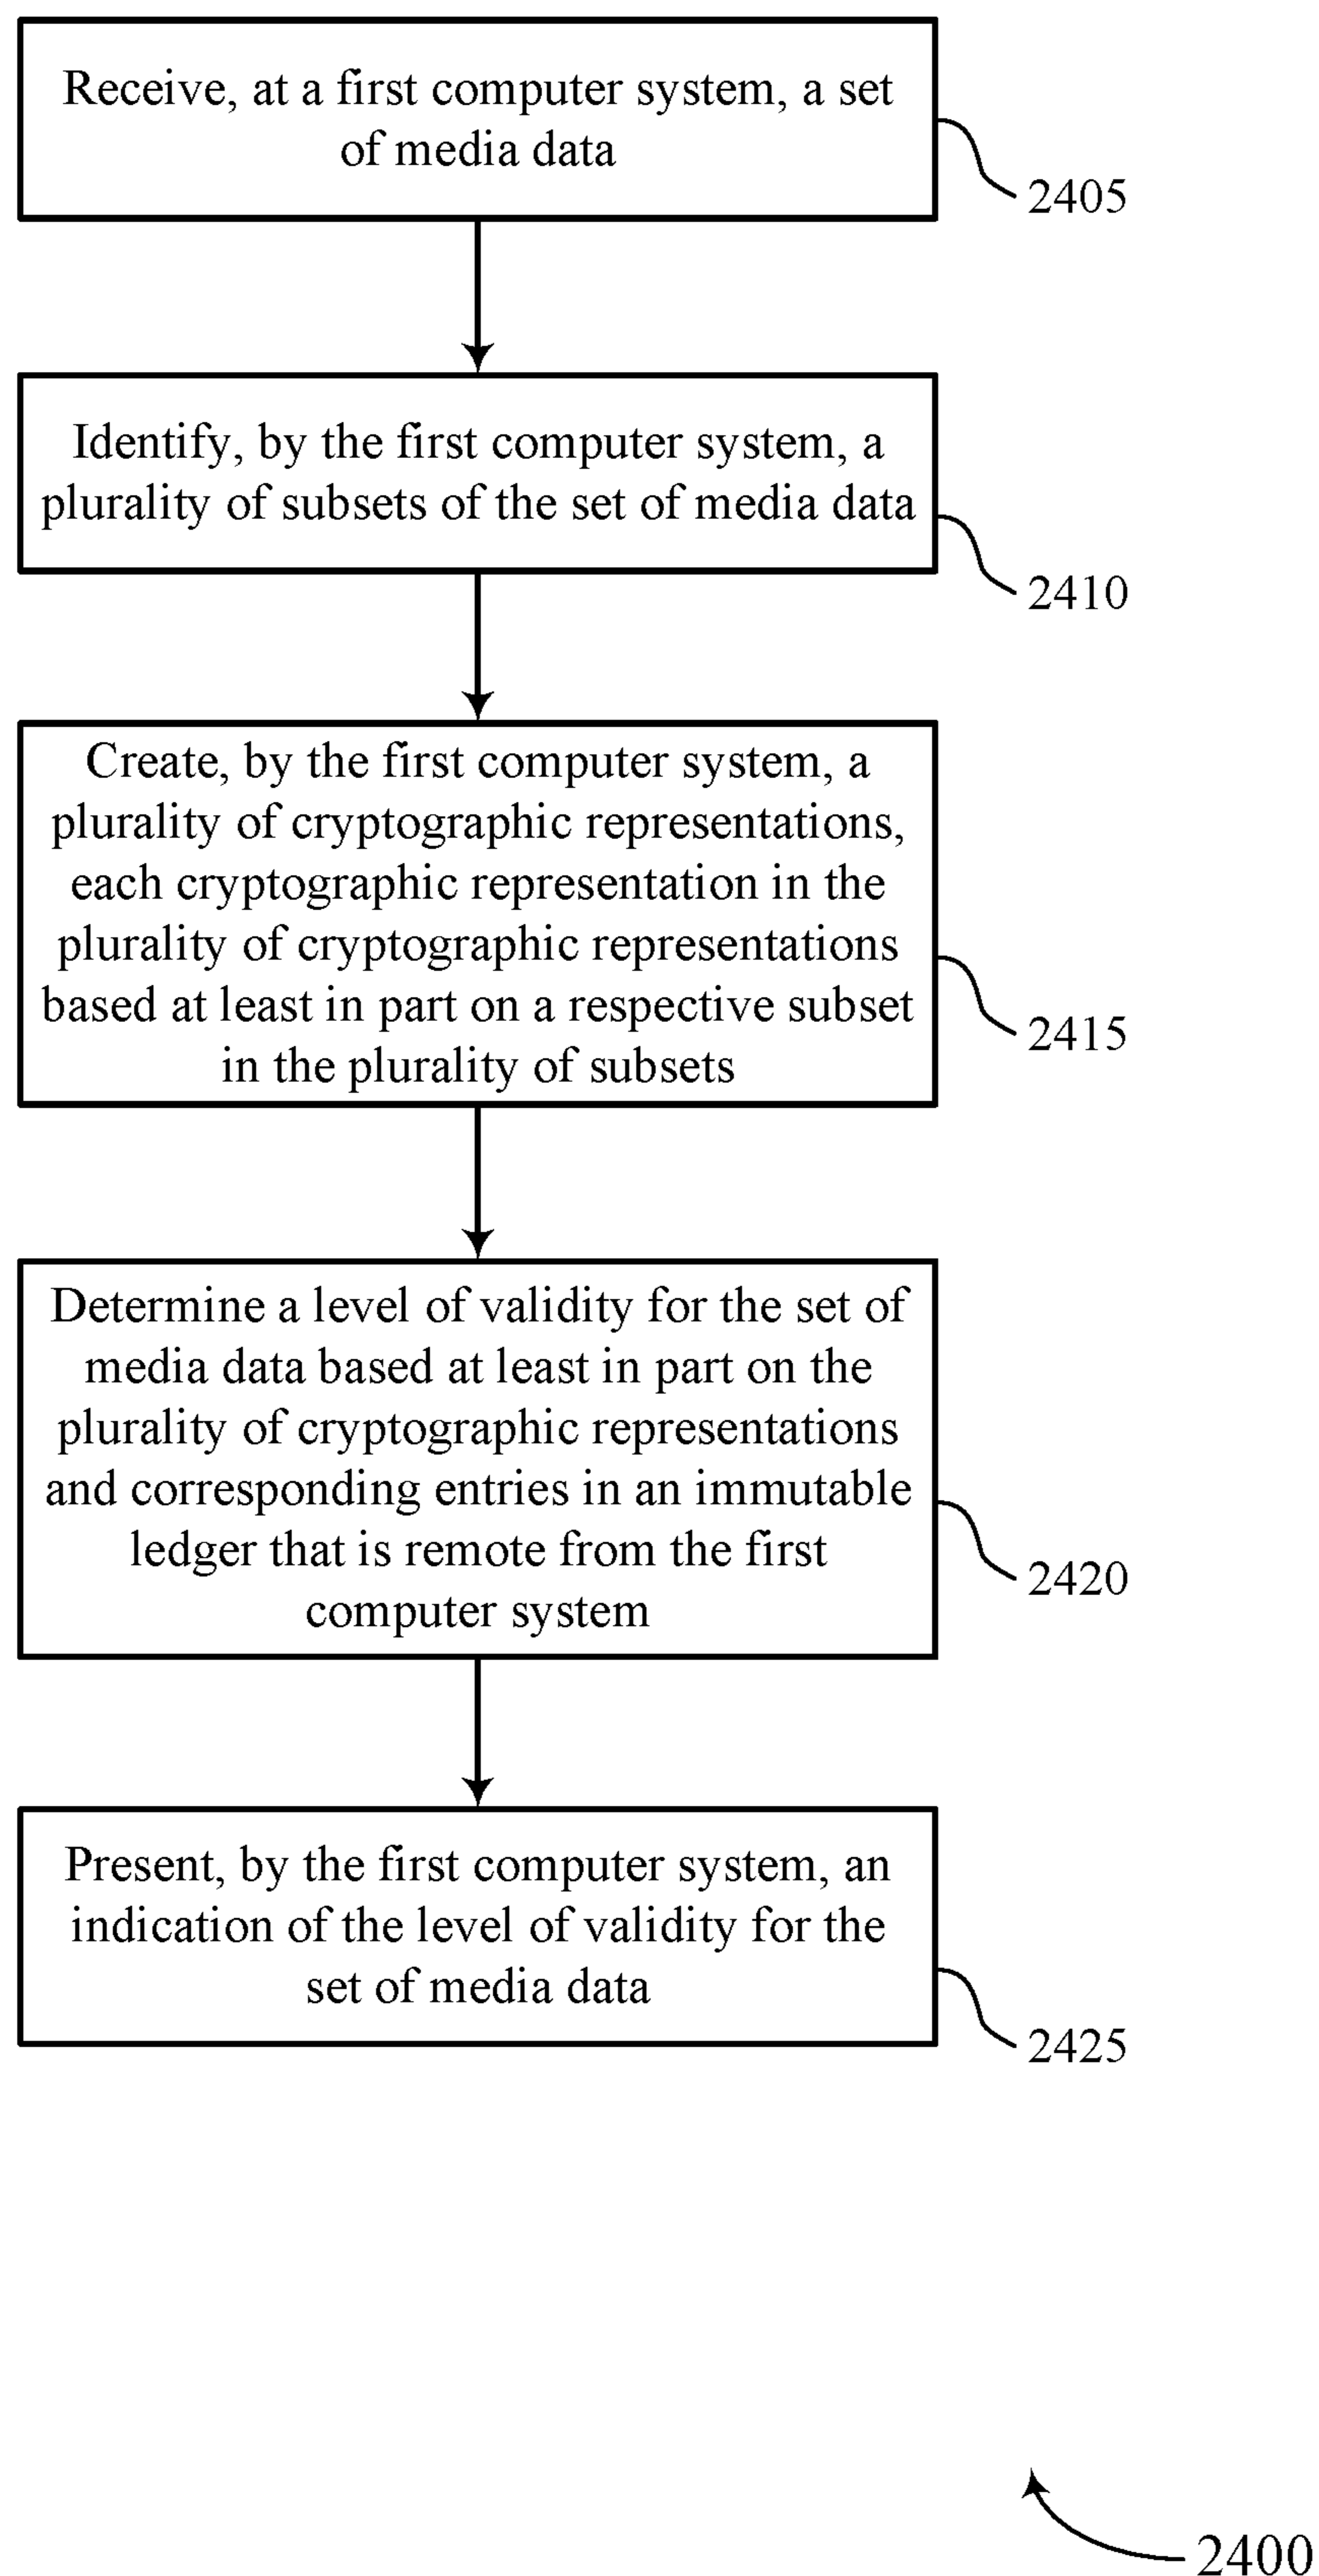 Receive, at a first computer system, a set
of media data
2405
Identify, by the first computer system, a
plurality of subsets of the set of media data
2410
Create, by the first computer system, a
plurality of cryptographic representations,
each cryptographic representation in the
plurality of cryptographic representations
based at least in part on a respective subset
in the plurality of subsets
2415
Determine a level of validity for the set of
media data based at least in part on the
plurality of cryptographic representations
and corresponding entries in an immutable
ledger that is remote from the first
computer system
2420
Present, by the first computer system, an
indication of the level of validity for the
set of media data
2425
2400